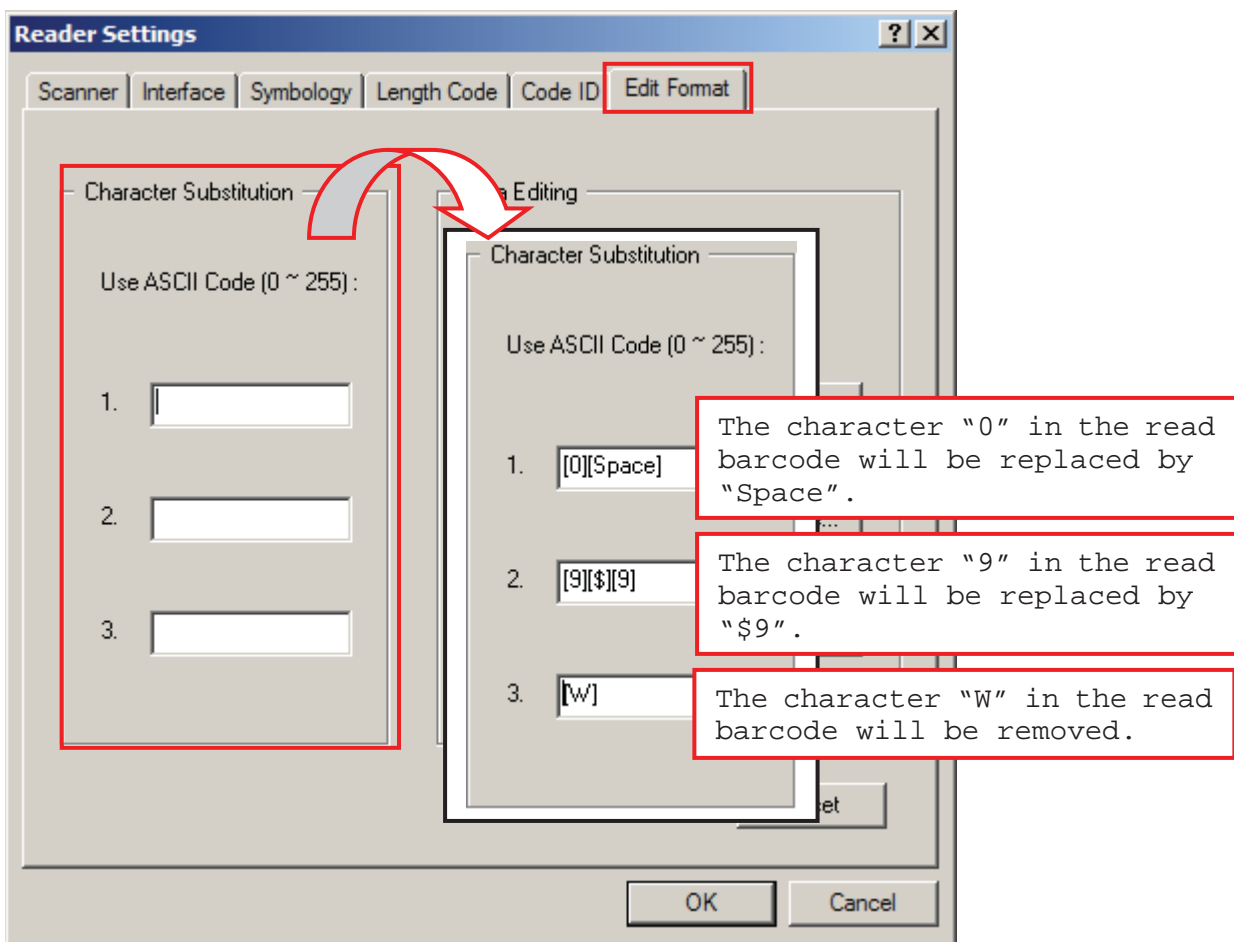 Reader Settings
Scanner
Interface
Symbology
Length Code
Code ID
Edit Format
Character Substitution
Use ASCII Code (0 ~ 255) :
1.
2.
3.
Editing
Character Substitution
Use ASCII Code (0 ~ 255) :
1. [0][Space]
2. [9][$][9]
3. [W]
The character “0” in the read
barcode will be replaced by
“Space”.
The character “9” in the read
barcode will be replaced by
“$9”.
The character “W” in the read
barcode will be removed.
OK
Cancel